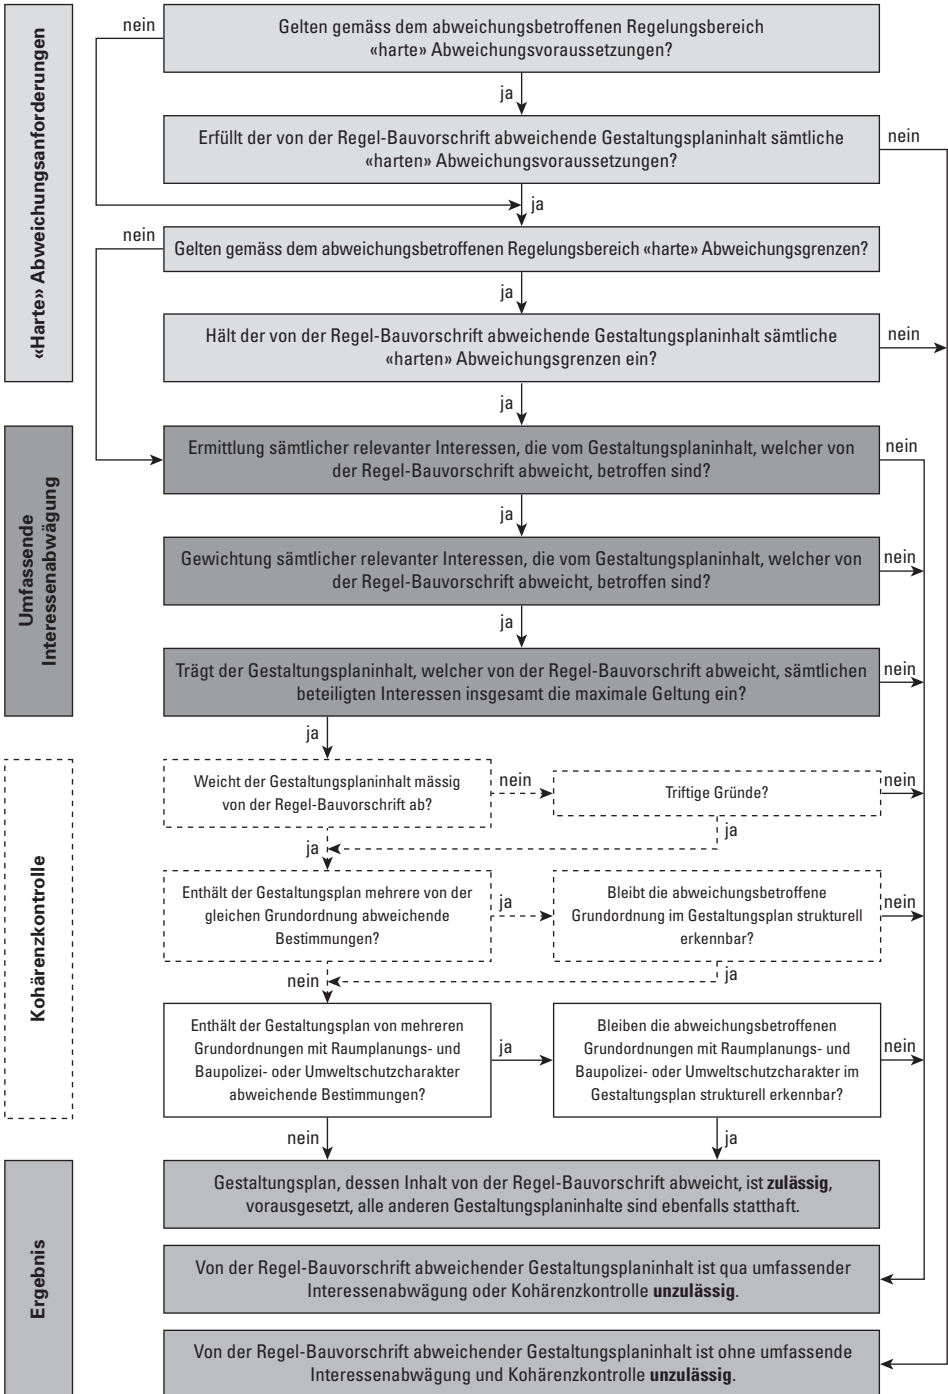 «Harte» Abweichungsanforderungen
nein
Gelten gemäss dem abweichungsbetroffenen Regelungsbereich
«harte» Abweichungsvoraussetzungen?
ja
Erfüllt der von der Regel-Bauvorschrift abweichende Gestaltungsplaninhalt sämtliche
«harten» Abweichungsvoraussetzungen?
nein
ja
nein
Gelten gemäss dem abweichungsbetroffenen Regelungsbereich «harte» Abweichungsgrenzen?
ja
Hält der von der Regel-Bauvorschrift abweichende Gestaltungsplaninhalt sämtliche
«harten» Abweichungsgrenzen ein?
nein
ja
Umfassende
Interessenabwägung
Ermittlung sämtlicher relevanter Interessen, die vom Gestaltungsplaninhalt, welcher von
der Regel-Bauvorschrift abweicht, betroffen sind?
nein
ja
Gewichtung sämtlicher relevanter Interessen, die vom Gestaltungsplaninhalt, welcher von
der Regel-Bauvorschrift abweicht, betroffen sind?
nein
ja
Trägt der Gestaltungsplaninhalt, welcher von der Regel-Bauvorschrift abweicht, sämtlichen
beteiligten Interessen insgesamt die maximale Geltung ein?
nein
ja
Kohärenzkontrolle
Weicht der Gestaltungsplaninhalt mässig
von der Regel-Bauvorschrift ab?
nein
Triftige Gründe?
nein
ja
ja
Enthält der Gestaltungsplan mehrere von der
gleichen Grundordnung abweichende
Bestimmungen?
ja
Bleibt die abweichungsbetroffene
Grundordnung im Gestaltungsplan strukturell
erkennbar?
nein
ja
nein
Enthält der Gestaltungsplan von mehreren
Grundordnungen mit Raumplanungs- und
Baupolizei- oder Umweltschutzcharakter
abweichende Bestimmungen?
ja
Bleiben die abweichungsbetroffenen
Grundordnungen mit Raumplanungs- und
Baupolizei- oder Umweltschutzcharakter im
Gestaltungsplan strukturell erkennbar?
nein
nein
ja
Ergebnis
Gestaltungsplan, dessen Inhalt von der Regel-Bauvorschrift abweicht, ist zulässig,
vorausgesetzt, alle anderen Gestaltungsplaninhalte sind ebenfalls statthaft.
Von der Regel-Bauvorschrift abweichender Gestaltungsplaninhalt ist qua umfassender
Interessenabwägung oder Kohärenzkontrolle unzulässig.
Von der Regel-Bauvorschrift abweichender Gestaltungsplaninhalt ist ohne umfassende
Interessenabwägung und Kohärenzkontrolle unzulässig.